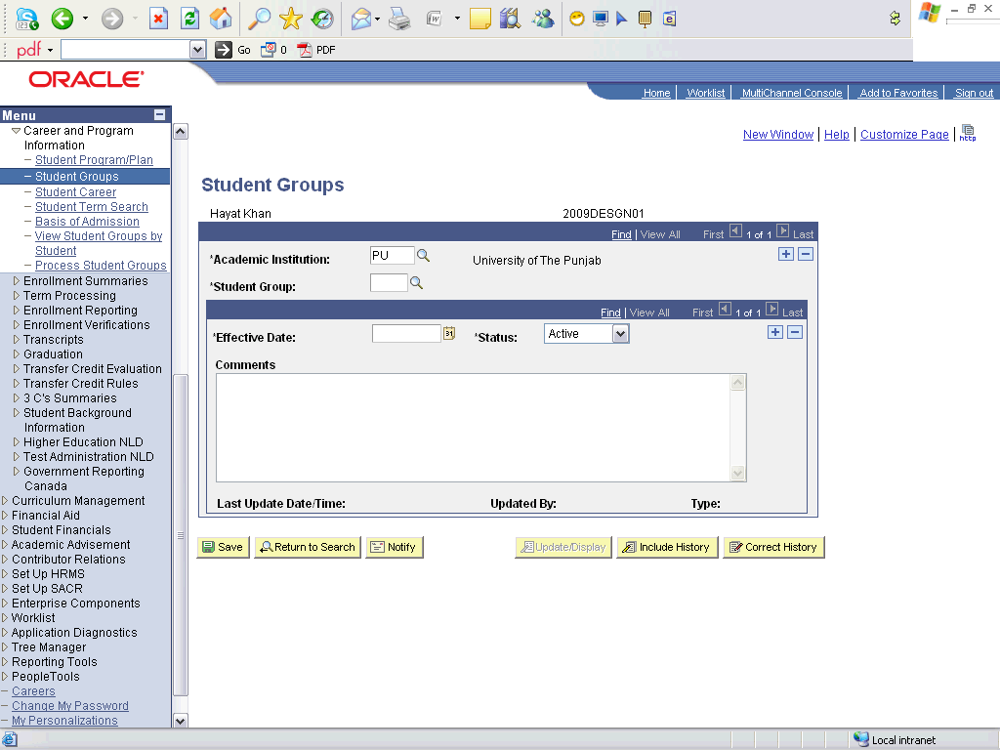 pdf
Go
0
PDF
ORACLE
Home
Worklist
MultiChannel Console
Add to Favorites
Sign out
New Window | Help | Customize Page | http
Menu
Career and Program
Information
Student Program/Plan
Student Groups
Student Career
Student Term Search
Basis of Admission
View Student Groups by
Student
Process Student Groups
Enrollment Summaries
Term Processing
Enrollment Reporting
Enrollment Verifications
Transcripts
Graduation
Transfer Credit Evaluation
Transfer Credit Rules
3 C's Summaries
Student Background
Information
Higher Education NLD
Test Administration NLD
Government Reporting
Canada
Curriculum Management
Financial Aid
Student Financials
Academic Advisement
Contributor Relations
Set Up HRMS
Set Up SACR
Enterprise Components
Worklist
Application Diagnostics
Tree Manager
Reporting Tools
PeopleTools
Careers
Change My Password
My Personalizations
Student Groups
Hayat Khan 2009DESGN01
Find | View All First 1 of 1 Last
*Academic Institution: PU University of The Punjab
*Student Group:
Find | View All First 1 of 1 Last
*Effective Date: 31 *Status: Active
Comments
Last Update Date/Time: Updated By: Type:
Save Return to Search Notify Update/Display Include History Correct History
Local intranet